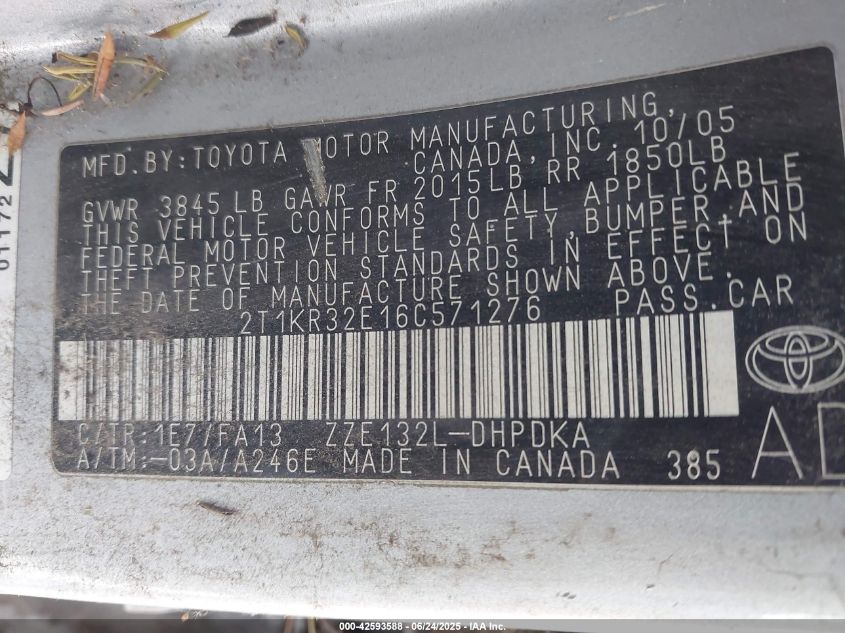 MFD.BY:TOYOTA MOTOR MANUFACTURING,
CANADA, INC. 10/05
GVWR 3845 LB GAWR FR 2015LB RR 1850LB
THIS VEHICLE CONFORMS TO ALL APPLICABLE
FEDERAL MOTOR VEHICLE SAFETY,BUMPER,AND
THEFT PREVENTION STANDARDS IN EFFECT ON
THE DATE OF MANUFACTURE SHOWN ABOVE.
2T1KR32E16C571276 PASS.CAR
C/TR:1E7/FA13 ZZE132L-DHPDKA
A/TM:-03A/A246E MADE IN CANADA 385
01172
000-42593588 - 06/24/2025 - IAA Inc.